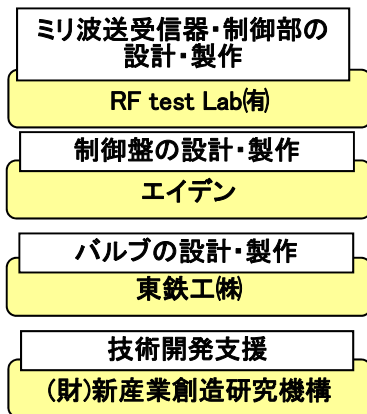 ミリ波送受信器・制御部の
設計・製作
RF test Lab㈲
制御盤の設計・製作
エイデン
バルブの設計・製作
東鉄工㈱
技術開発支援
(財)新産業創造研究機構